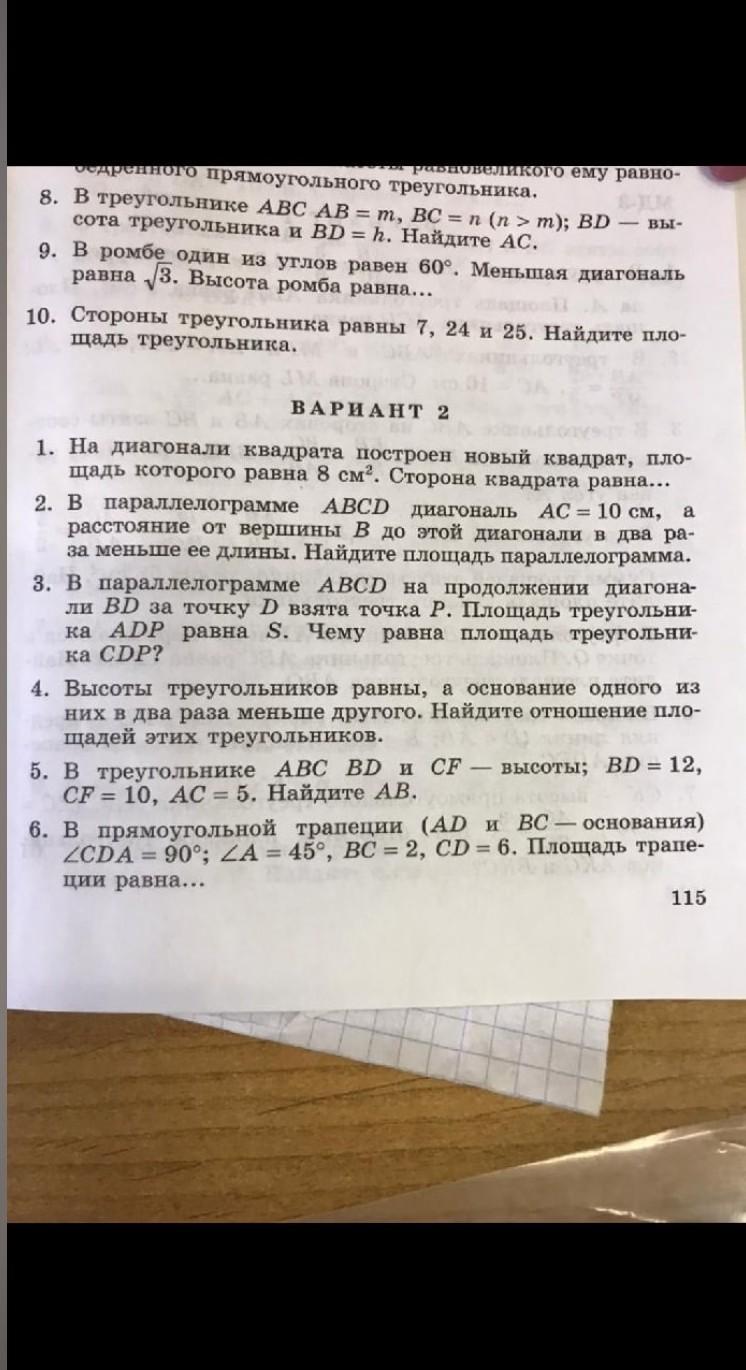 бедренного прямоугольного треугольника. равновеликого ему равно-
8. В треугольнике ABC AB = m, BC = n (n > m); BD — вы-
сота треугольника и BD = h. Найдите AC.
9. В ромбе один из углов равен 60°. Меньшая диагональ
равна √3. Высота ромба равна...
10. Стороны треугольника равны 7, 24 и 25. Найдите пло-
щадь треугольника.
ВАРИАНТ 2
1. На диагонали квадрата построен новый квадрат, пло-
щадь которого равна 8 см². Сторона квадрата равна...
2. В параллелограмме ABCD диагональ AC = 10 см, а
расстояние от вершины B до этой диагонали в два ра-
за меньше ее длины. Найдите площадь параллелограмма.
3. В параллелограмме ABCD на продолжении диагона-
ли BD за точку D взята точка P. Площадь треугольни-
ка ADP равна S. Чему равна площадь треугольни-
ка CDP?
4. Высоты треугольников равны, а основание одного из
них в два раза меньше другого. Найдите отношение пло-
щадей этих треугольников.
5. В треугольнике ABC BD и CF — высоты; BD = 12,
CF = 10, AC = 5. Найдите AB.
6. В прямоугольной трапеции (AD и BC — основания)
∠CDA = 90°; ∠A = 45°, BC = 2, CD = 6. Площадь трапе-
ции равна...
115